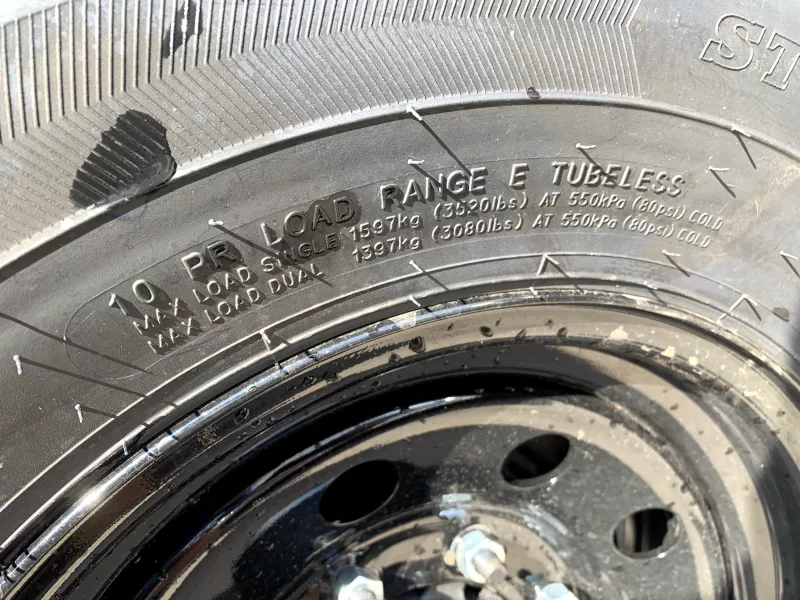 ST
10 PR LOAD RANGE E TUBELESS
MAX LOAD SINGLE 1597kg (3520lbs) AT 550kPa (80psi) COLD
MAX LOAD DUAL 1397kg (3080lbs) AT 550kPa (80psi) COLD